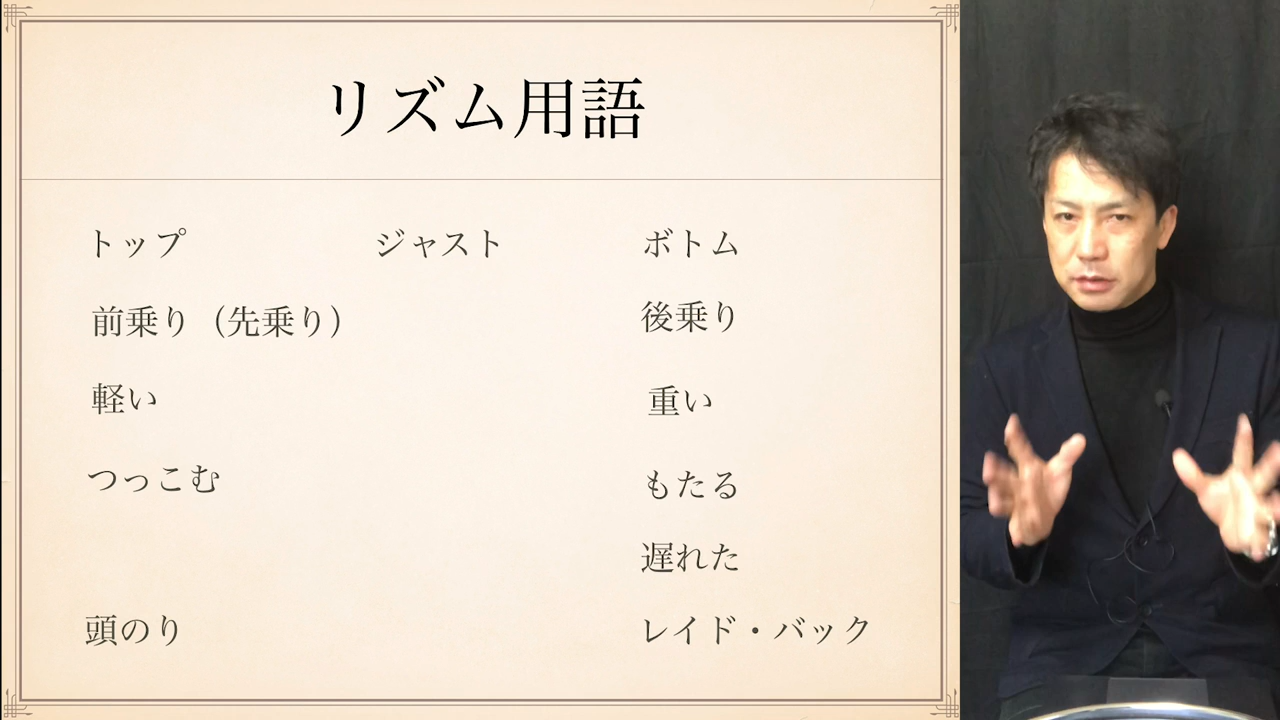 リズム用語
トップ ジャスト ボトム
前乗り（先乗り） 後乗り
軽い 重い
つっこむ もたる
遅れた
頭のり レイド・バック